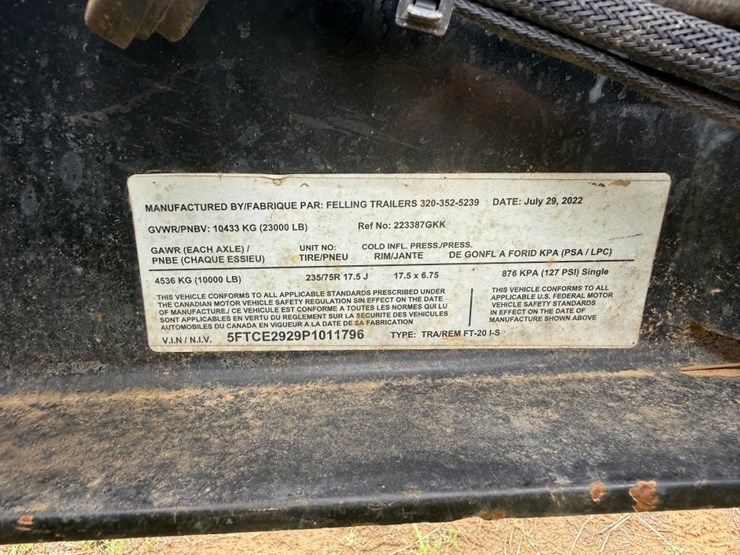 MANUFACTURED BY/FABRIQUE PAR: FELLING TRAILERS 320-352-5239 DATE: July 29, 2022
GVWR/PNBV: 10433 KG (23000 LB) Ref No: 223387GKK
GAWR (EACH AXLE) / PNBE (CHAQUE ESSIEU)
UNIT NO: TIRE/PNEU
COLD INFL. PRESS./PRESS. RIM/JANTE DE GONFL A FORID KPA (PSA / LPC)
4536 KG (10000 LB) 235/75R 17.5 J 17.5 x 6.75 876 KPA (127 PSI) Single
THIS VEHICLE CONFORMS TO ALL APPLICABLE STANDARDS PRESCRIBED UNDER
THE CANADIAN MOTOR VEHICLE SAFETY REGULATION SIN EFFECT ON THE DATE
OF MANUFACTURE./ CE VEHICULE EST CONFORME A TOUTES LES NORMES QUI LU
SONT APPLICABLES EN VERTU DU REGLEMENT SUR LA SECURITE DES VEHICULES
AUTOMOBILES DU CANADA EN VIGUEUR A LA DATE DE SA FABRICATION
THIS VEHICLE CONFORMS TO ALL
APPLICABLE U.S. FEDERAL MOTOR
VEHICLE SAFETY STANDARDS
IN EFFECT ON THE DATE OF
MANUFACTURE SHOWN ABOVE
V.I.N / N.I.V. 5FTCE2929P1011796 TYPE: TRA/REM FT-20 I-S